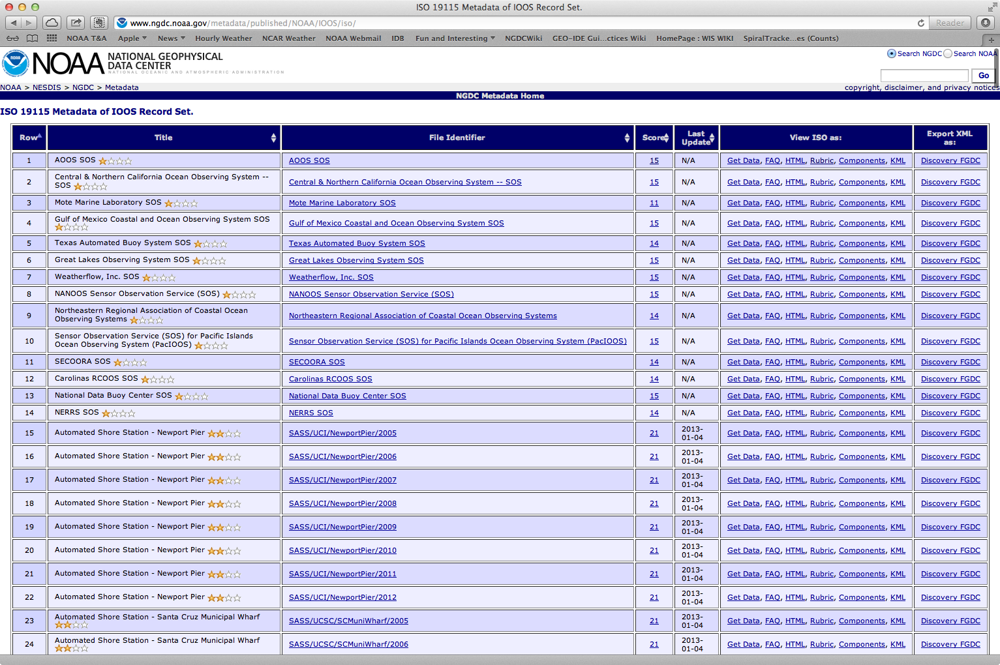 ISO 19115 Metadata of IOOS Record Set.
www.ngdc.noaa.gov/metadata/published/NOAA/IOOS/iso/ Reader
NOAA T&A Apple News Hourly Weather NCAR Weather NOAA Webmail IDB Fun and Interesting NGDCWiki GEO-IDE Gui...ctices Wiki HomePage : WIS WIKI SpiralTracke...es (Counts)
NOAA NATIONAL GEOPHYSICAL
DATA CENTER
NATIONAL OCEANIC AND ATMOSPHERIC ADMINISTRATION
Search NGDC Search NOAA
Go
NOAA > NESDIS > NGDC > Metadata
copyright, disclaimer, and privacy notices
NGDC Metadata Home
ISO 19115 Metadata of IOOS Record Set.
Row Title File Identifier Score Last Update View ISO as: Export XML as:
1 AOOS SOS AOOS SOS 15 N/A Get Data, FAQ, HTML, Rubric, Components, KML Discovery FGDC
2 Central & Northern California Ocean Observing System -- SOS Central & Northern California Ocean Observing System -- SOS 15 N/A Get Data, FAQ, HTML, Rubric, Components, KML Discovery FGDC
3 Mote Marine Laboratory SOS Mote Marine Laboratory SOS 11 N/A Get Data, FAQ, HTML, Rubric, Components, KML Discovery FGDC
4 Gulf of Mexico Coastal and Ocean Observing System SOS Gulf of Mexico Coastal and Ocean Observing System SOS 15 N/A Get Data, FAQ, HTML, Rubric, Components, KML Discovery FGDC
5 Texas Automated Buoy System SOS Texas Automated Buoy System SOS 14 N/A Get Data, FAQ, HTML, Rubric, Components, KML Discovery FGDC
6 Great Lakes Observing System SOS Great Lakes Observing System SOS 15 N/A Get Data, FAQ, HTML, Rubric, Components, KML Discovery FGDC
7 Weatherflow, Inc. SOS Weatherflow, Inc. SOS 15 N/A Get Data, FAQ, HTML, Rubric, Components, KML Discovery FGDC
8 NANOOS Sensor Observation Service (SOS) NANOOS Sensor Observation Service (SOS) 15 N/A Get Data, FAQ, HTML, Rubric, Components, KML Discovery FGDC
9 Northeastern Regional Association of Coastal Ocean Observing Systems Northeastern Regional Association of Coastal Ocean Observing Systems 14 N/A Get Data, FAQ, HTML, Rubric, Components, KML Discovery FGDC
10 Sensor Observation Service (SOS) for Pacific Islands Ocean Observing System (PacIOOS) Sensor Observation Service (SOS) for Pacific Islands Ocean Observing System (PacIOOS) 15 N/A Get Data, FAQ, HTML, Rubric, Components, KML Discovery FGDC
11 SECOORA SOS SECOORA SOS 14 N/A Get Data, FAQ, HTML, Rubric, Components, KML Discovery FGDC
12 Carolinas RCOOS SOS Carolinas RCOOS SOS 14 N/A Get Data, FAQ, HTML, Rubric, Components, KML Discovery FGDC
13 National Data Buoy Center SOS National Data Buoy Center SOS 15 N/A Get Data, FAQ, HTML, Rubric, Components, KML Discovery FGDC
14 NERRS SOS NERRS SOS 14 N/A Get Data, FAQ, HTML, Rubric, Components, KML Discovery FGDC
15 Automated Shore Station - Newport Pier SASS/UCI/NewportPier/2005 21 2013-01-04 Get Data, FAQ, HTML, Rubric, Components, KML Discovery FGDC
16 Automated Shore Station - Newport Pier SASS/UCI/NewportPier/2006 21 2013-01-04 Get Data, FAQ, HTML, Rubric, Components, KML Discovery FGDC
17 Automated Shore Station - Newport Pier SASS/UCI/NewportPier/2007 21 2013-01-04 Get Data, FAQ, HTML, Rubric, Components, KML Discovery FGDC
18 Automated Shore Station - Newport Pier SASS/UCI/NewportPier/2008 21 2013-01-04 Get Data, FAQ, HTML, Rubric, Components, KML Discovery FGDC
19 Automated Shore Station - Newport Pier SASS/UCI/NewportPier/2009 21 2013-01-04 Get Data, FAQ, HTML, Rubric, Components, KML Discovery FGDC
20 Automated Shore Station - Newport Pier SASS/UCI/NewportPier/2010 21 2013-01-04 Get Data, FAQ, HTML, Rubric, Components, KML Discovery FGDC
21 Automated Shore Station - Newport Pier SASS/UCI/NewportPier/2011 21 2013-01-04 Get Data, FAQ, HTML, Rubric, Components, KML Discovery FGDC
22 Automated Shore Station - Newport Pier SASS/UCI/NewportPier/2012 21 2013-01-04 Get Data, FAQ, HTML, Rubric, Components, KML Discovery FGDC
23 Automated Shore Station - Santa Cruz Municipal Wharf SASS/UCSC/SCMuniWharf/2005 21 2013-01-04 Get Data, FAQ, HTML, Rubric, Components, KML Discovery FGDC
24 Automated Shore Station - Santa Cruz Municipal Wharf SASS/UCSC/SCMuniWharf/2006 21 2013-01-04 Get Data, FAQ, HTML, Rubric, Components, KML Discovery FGDC